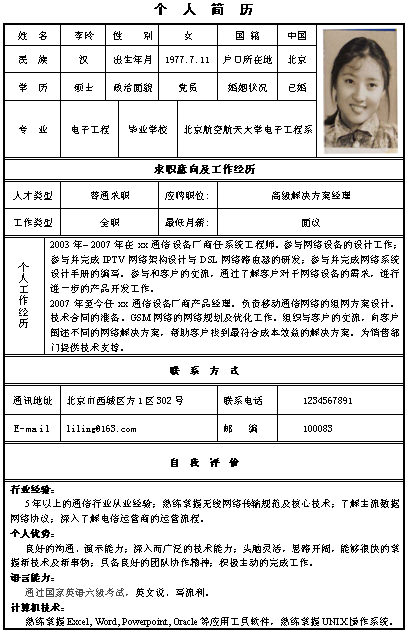 个 人 简 历
姓 名 李玲 性 别 女 国 籍 中国
民 族 汉 出生年月 1977.7.11 户口所在地 北京
学 历 硕士 政治面貌 党员 婚姻状况 已婚
专 业 电子工程 毕业学校 北京航空航天大学电子工程系
求职意向及工作经历
人才类型 普通求职 应聘职位: 高级解决方案经理
工作类型 全职 最低月薪: 面议
个人工作经历
2003 年–2007 年在 xx 通信设备厂商任系统工程师。参与网络设备的设计工作;
参与并完成 IPTV 网络架构设计与 DSL 网络路由器的研发;参与并完成网络系统
设计手册的编写。参与和客户的交流,通过了解客户对于网络设备的需求,进行
进一步的产品开发工作。
2007 年至今任 xx 通信设备厂商产品经理。负责移动通信网络的组网方案设计。
技术合同的准备。GSM 网络的网络规划及优化工作。组织与客户的交流,向客户
阐述不同的网络解决方案,帮助客户找到最符合成本效益的解决方案。为销售部
门提供技术支持。
联 系 方 式
通讯地址 北京市西城区方 1 区 302 号 联系电话 1234567891
E-mail liling@163.com 邮 编 100083
自 我 评 价
行业经验:
5 年以上的通信行业从业经验;熟练掌握无线网络传输规范及核心技术;了解主流数据
网络协议;深入了解电信运营商的运营流程。
个人优势:
良好的沟通、演示能力;深入而广泛的技术能力;头脑灵活,思路开阔,能够很快的掌
握新技术及新事物;具备良好的团队协作精神;积极主动的完成工作。
语言能力:
通过国家英语六级考试,英文说、写流利。
计算机技术:
熟练掌握 Excel, Word, Powerpoint, Oracle 等应用工具软件,熟练掌握 UNIX 操作系统。